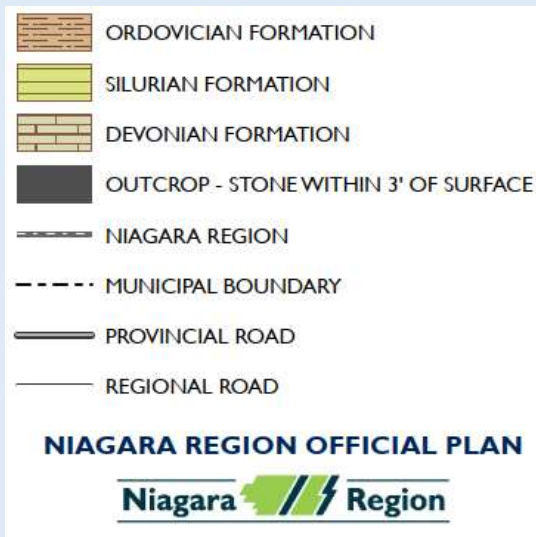 ORDOVICIAN FORMATION
SILURIAN FORMATION
DEVONIAN FORMATION
OUTCROP - STONE WITHIN 3' OF SURFACE
NIAGARA REGION
MUNICIPAL BOUNDARY
PROVINCIAL ROAD
REGIONAL ROAD
NIAGARA REGION OFFICIAL PLAN
Niagara Region